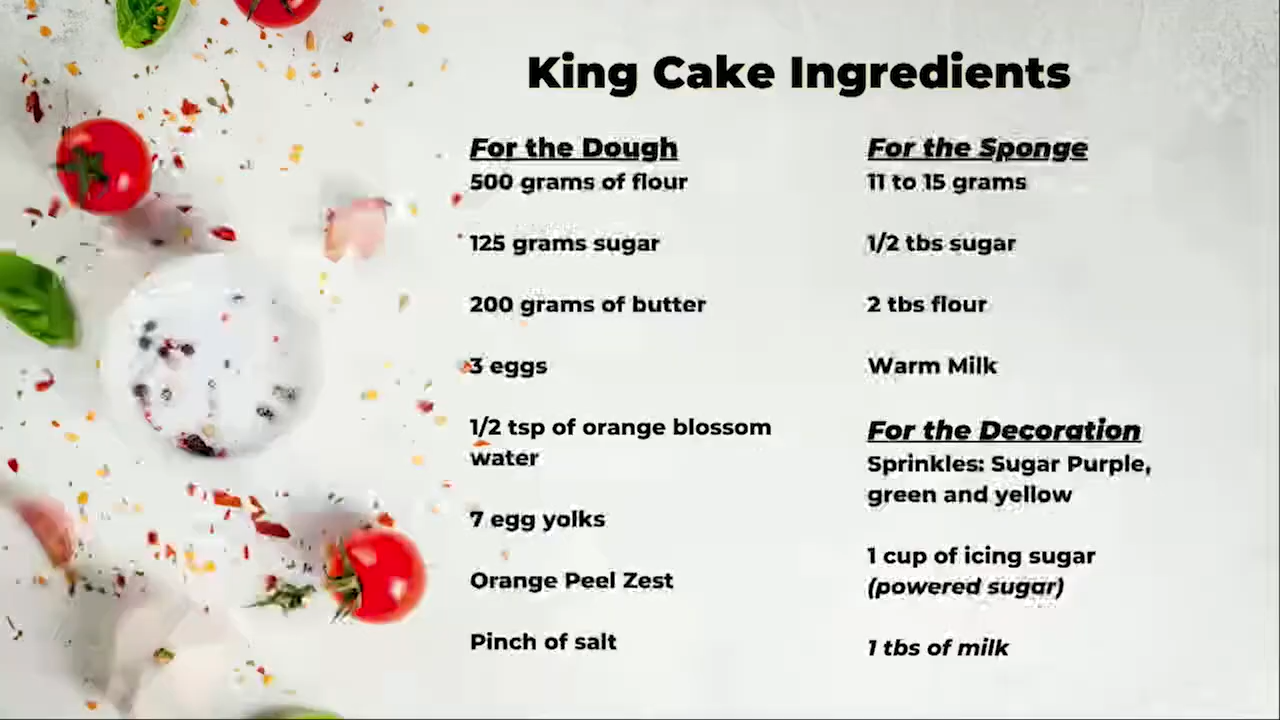 King Cake Ingredients
For the Dough
500 grams of flour
125 grams sugar
200 grams of butter
3 eggs
1/2 tsp of orange blossom
water
7 egg yolks
Orange Peel Zest
Pinch of salt
For the Sponge
11 to 15 grams
1/2 tbs sugar
2 tbs flour
Warm Milk
For the Decoration
Sprinkles: Sugar Purple,
green and yellow
1 cup of icing sugar
(powered sugar)
1 tbs of milk